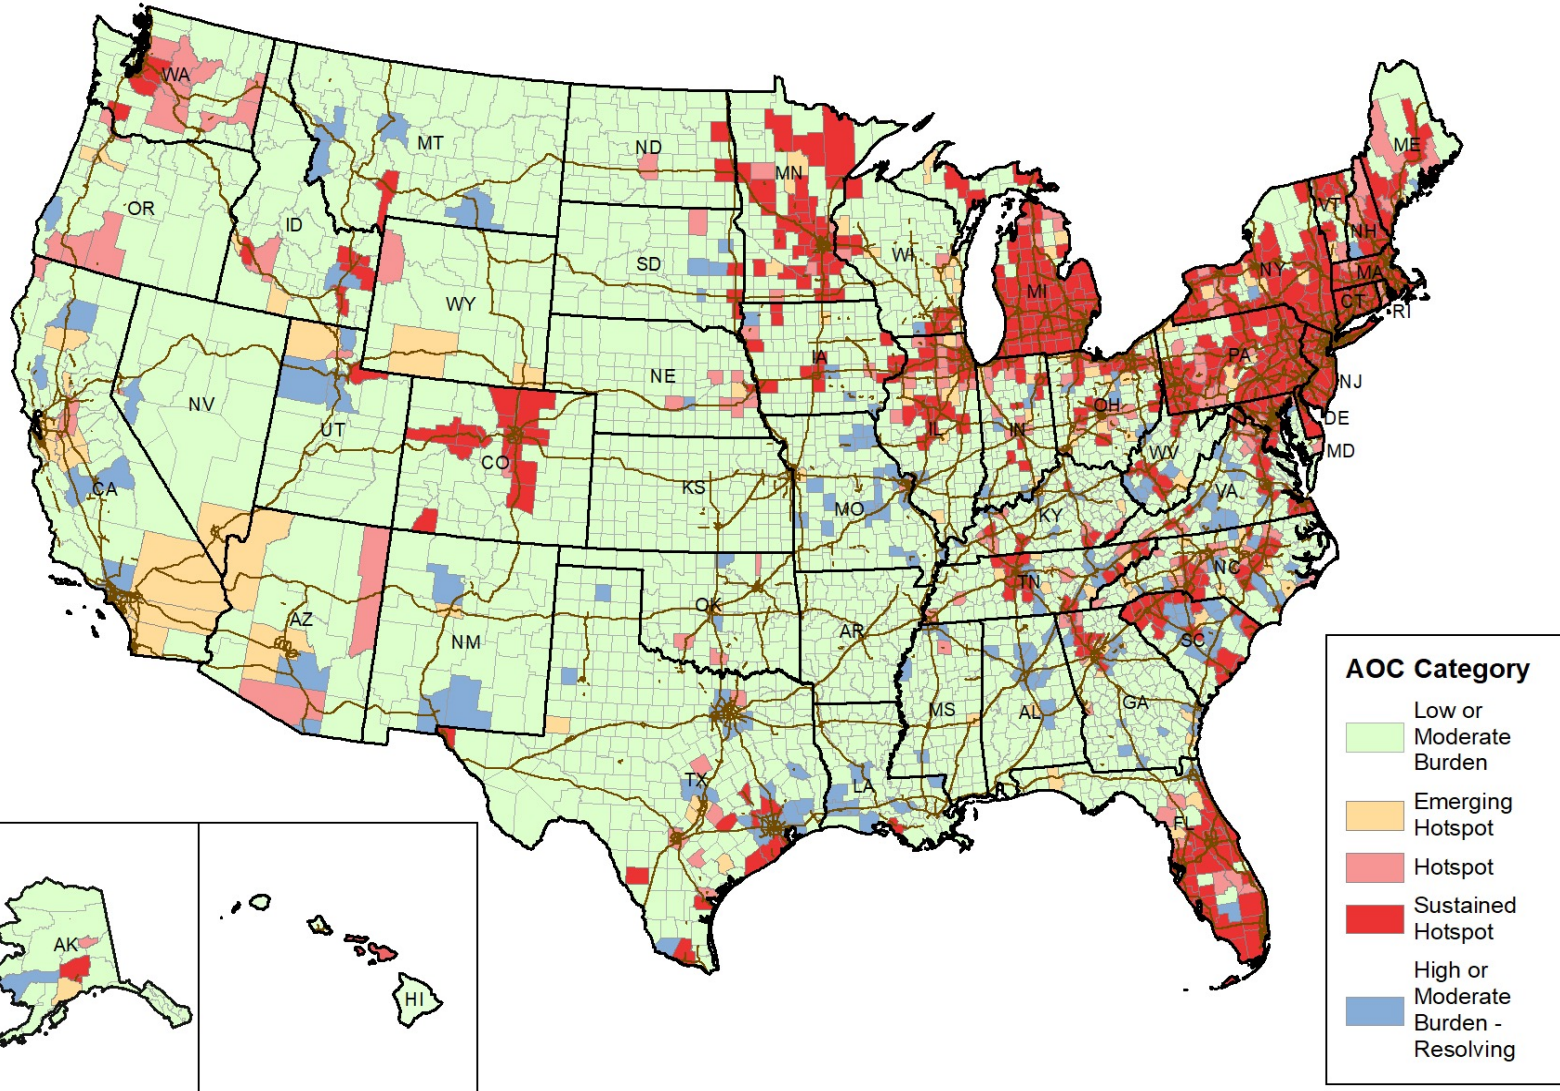 WA
MT
ND
MN
ME
OR
ID
VT
NH
SD
WI
NY
MA
WY
MI
CT
RI
IA
PA
NE
NJ
NV
OH
DE
UT
IL
IN
MD
CO
WV
CA
KS
VA
MO
KY
NC
TN
AZ
OK
AR
SC
NM
MS
AL
GA
TX
LA
FL
AK
HI
AOC Category
Low or
Moderate
Burden
Emerging
Hotspot
Hotspot
Sustained
Hotspot
High or
Moderate
Burden -
Resolving